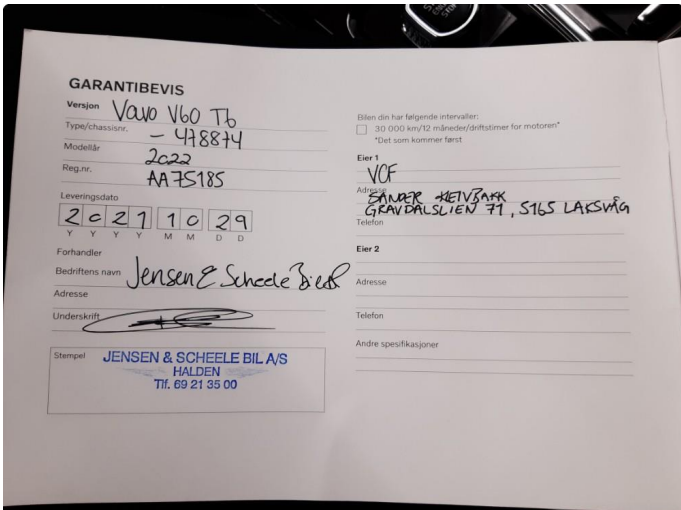 GARANTIBEVIS
Versjon Volvo V60 T6
Type/chassisnr. - 478874
Modellår 2022
Reg.nr. AA75185
Leveringsdato
2021 10 29
Y Y Y Y M M D D
Forhandler
Bedriftens navn Jensen & Scheele Bil
Adresse
Underskrift
Stempel JENSEN & SCHEELE BIL A/S
HALDEN
Tlf. 69 21 35 00
Bilen din har følgende intervaller:
30 000 km/12 måneder/driftstimer for motoren*
*Det som kommer først
Eier 1
VCF
Adresse SANDER
GRAVDALSLIEN 71, 5165 LAKSVÅG
Telefon
Eier 2
Adresse
Telefon
Andre spesifikasjoner